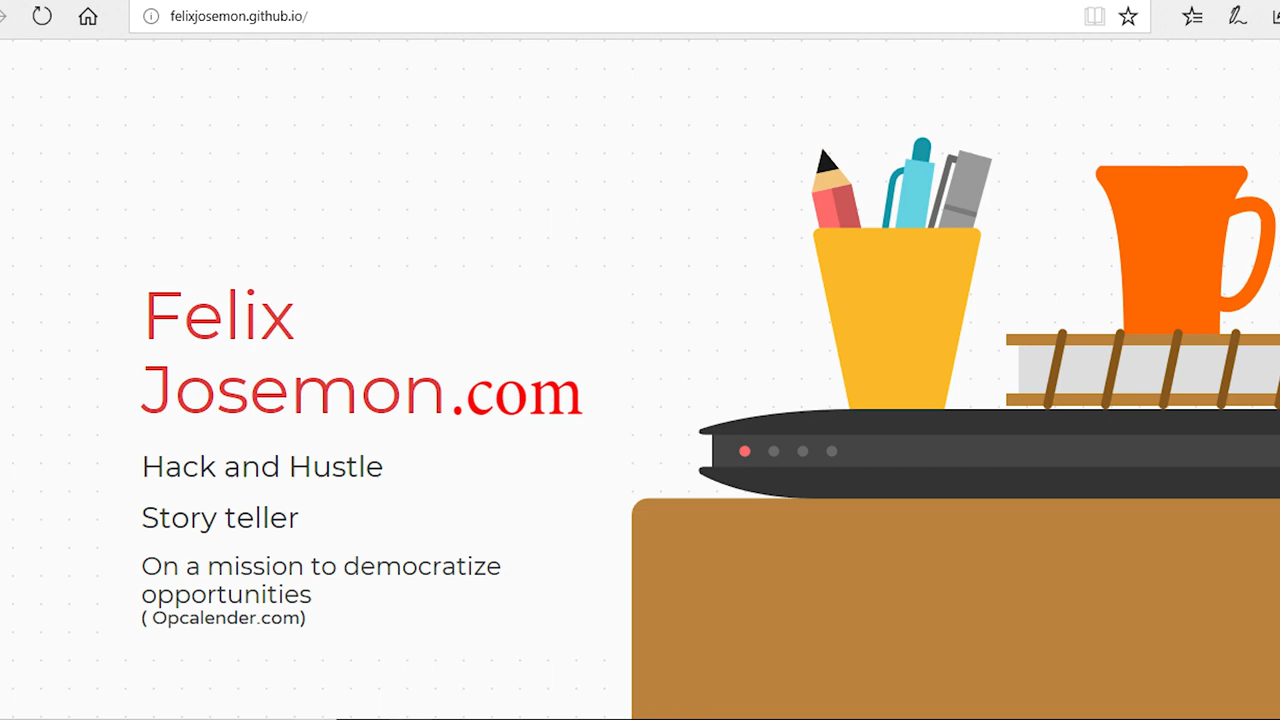 felixjosemon.github.io/
Felix
Josemon.com
Hack and Hustle
Story teller
On a mission to democratize
opportunities
( Opcalender.com)